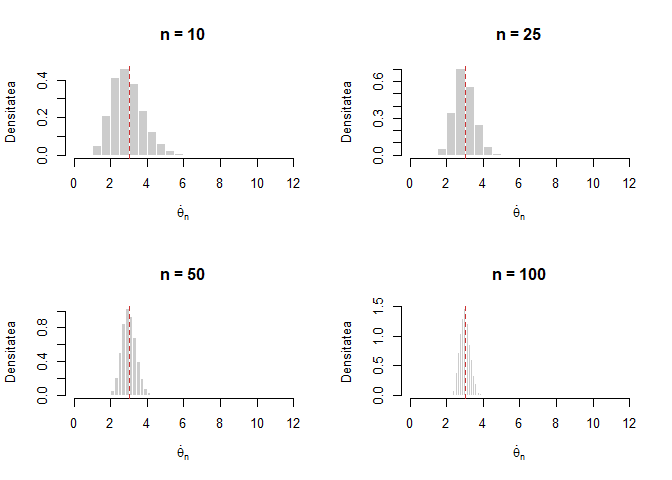 n = 10
Densitatea
0.0 0.2 0.4
0 2 4 6 8 10 12
θ̇n
n = 25
Densitatea
0.0 0.3 0.6
0 2 4 6 8 10 12
θ̇n
n = 50
Densitatea
0.0 0.4 0.8
0 2 4 6 8 10 12
θ̇n
n = 100
Densitatea
0.0 0.5 1.0 1.5
0 2 4 6 8 10 12
θ̇n